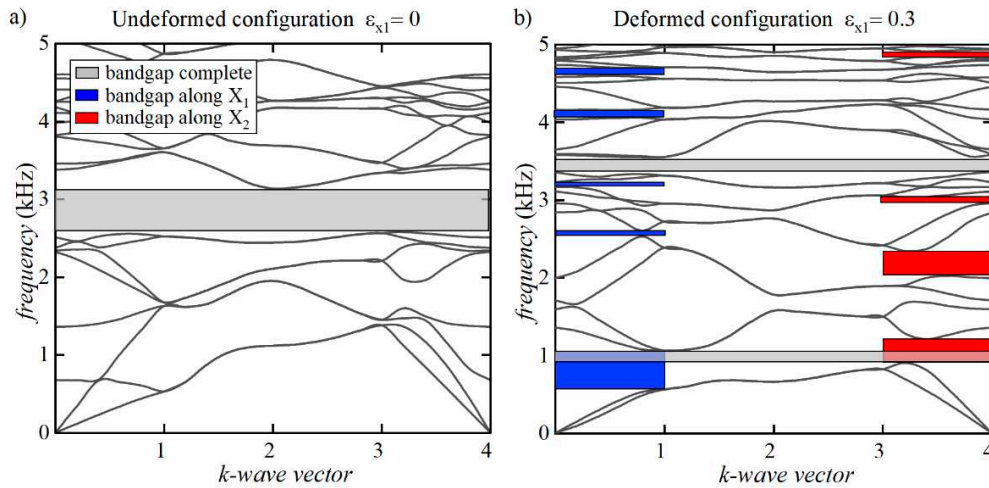 a) Undeformed configuration ε_x1= 0
5
4
3
2
1
0
frequency (kHz)
bandgap complete
bandgap along X₁
bandgap along X₂
1 2 3 4
k-wave vector
b) Deformed configuration ε_x1= 0.3
5
4
3
2
1
0
frequency (kHz)
1 2 3 4
k-wave vector